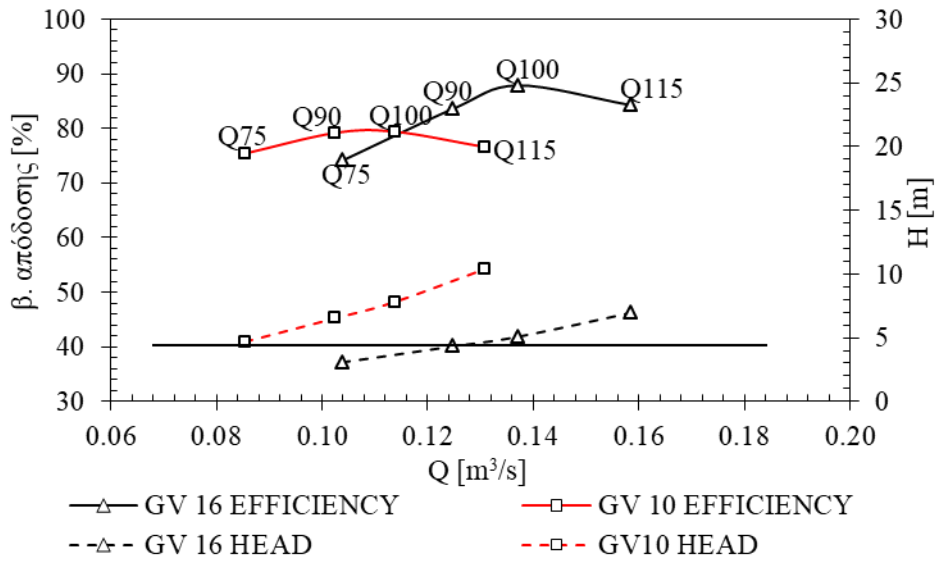 β. απόδοσης [%]
100
90
80
70
60
50
40
30
Q75
Q90
Q100
Q115
Q75
Q90
Q100
Q115
30
25
20
15
10
5
0
H [m]
0.06 0.08 0.10 0.12 0.14 0.16 0.18 0.20
Q [m³/s]
GV 16 EFFICIENCY GV 10 EFFICIENCY
GV 16 HEAD GV10 HEAD